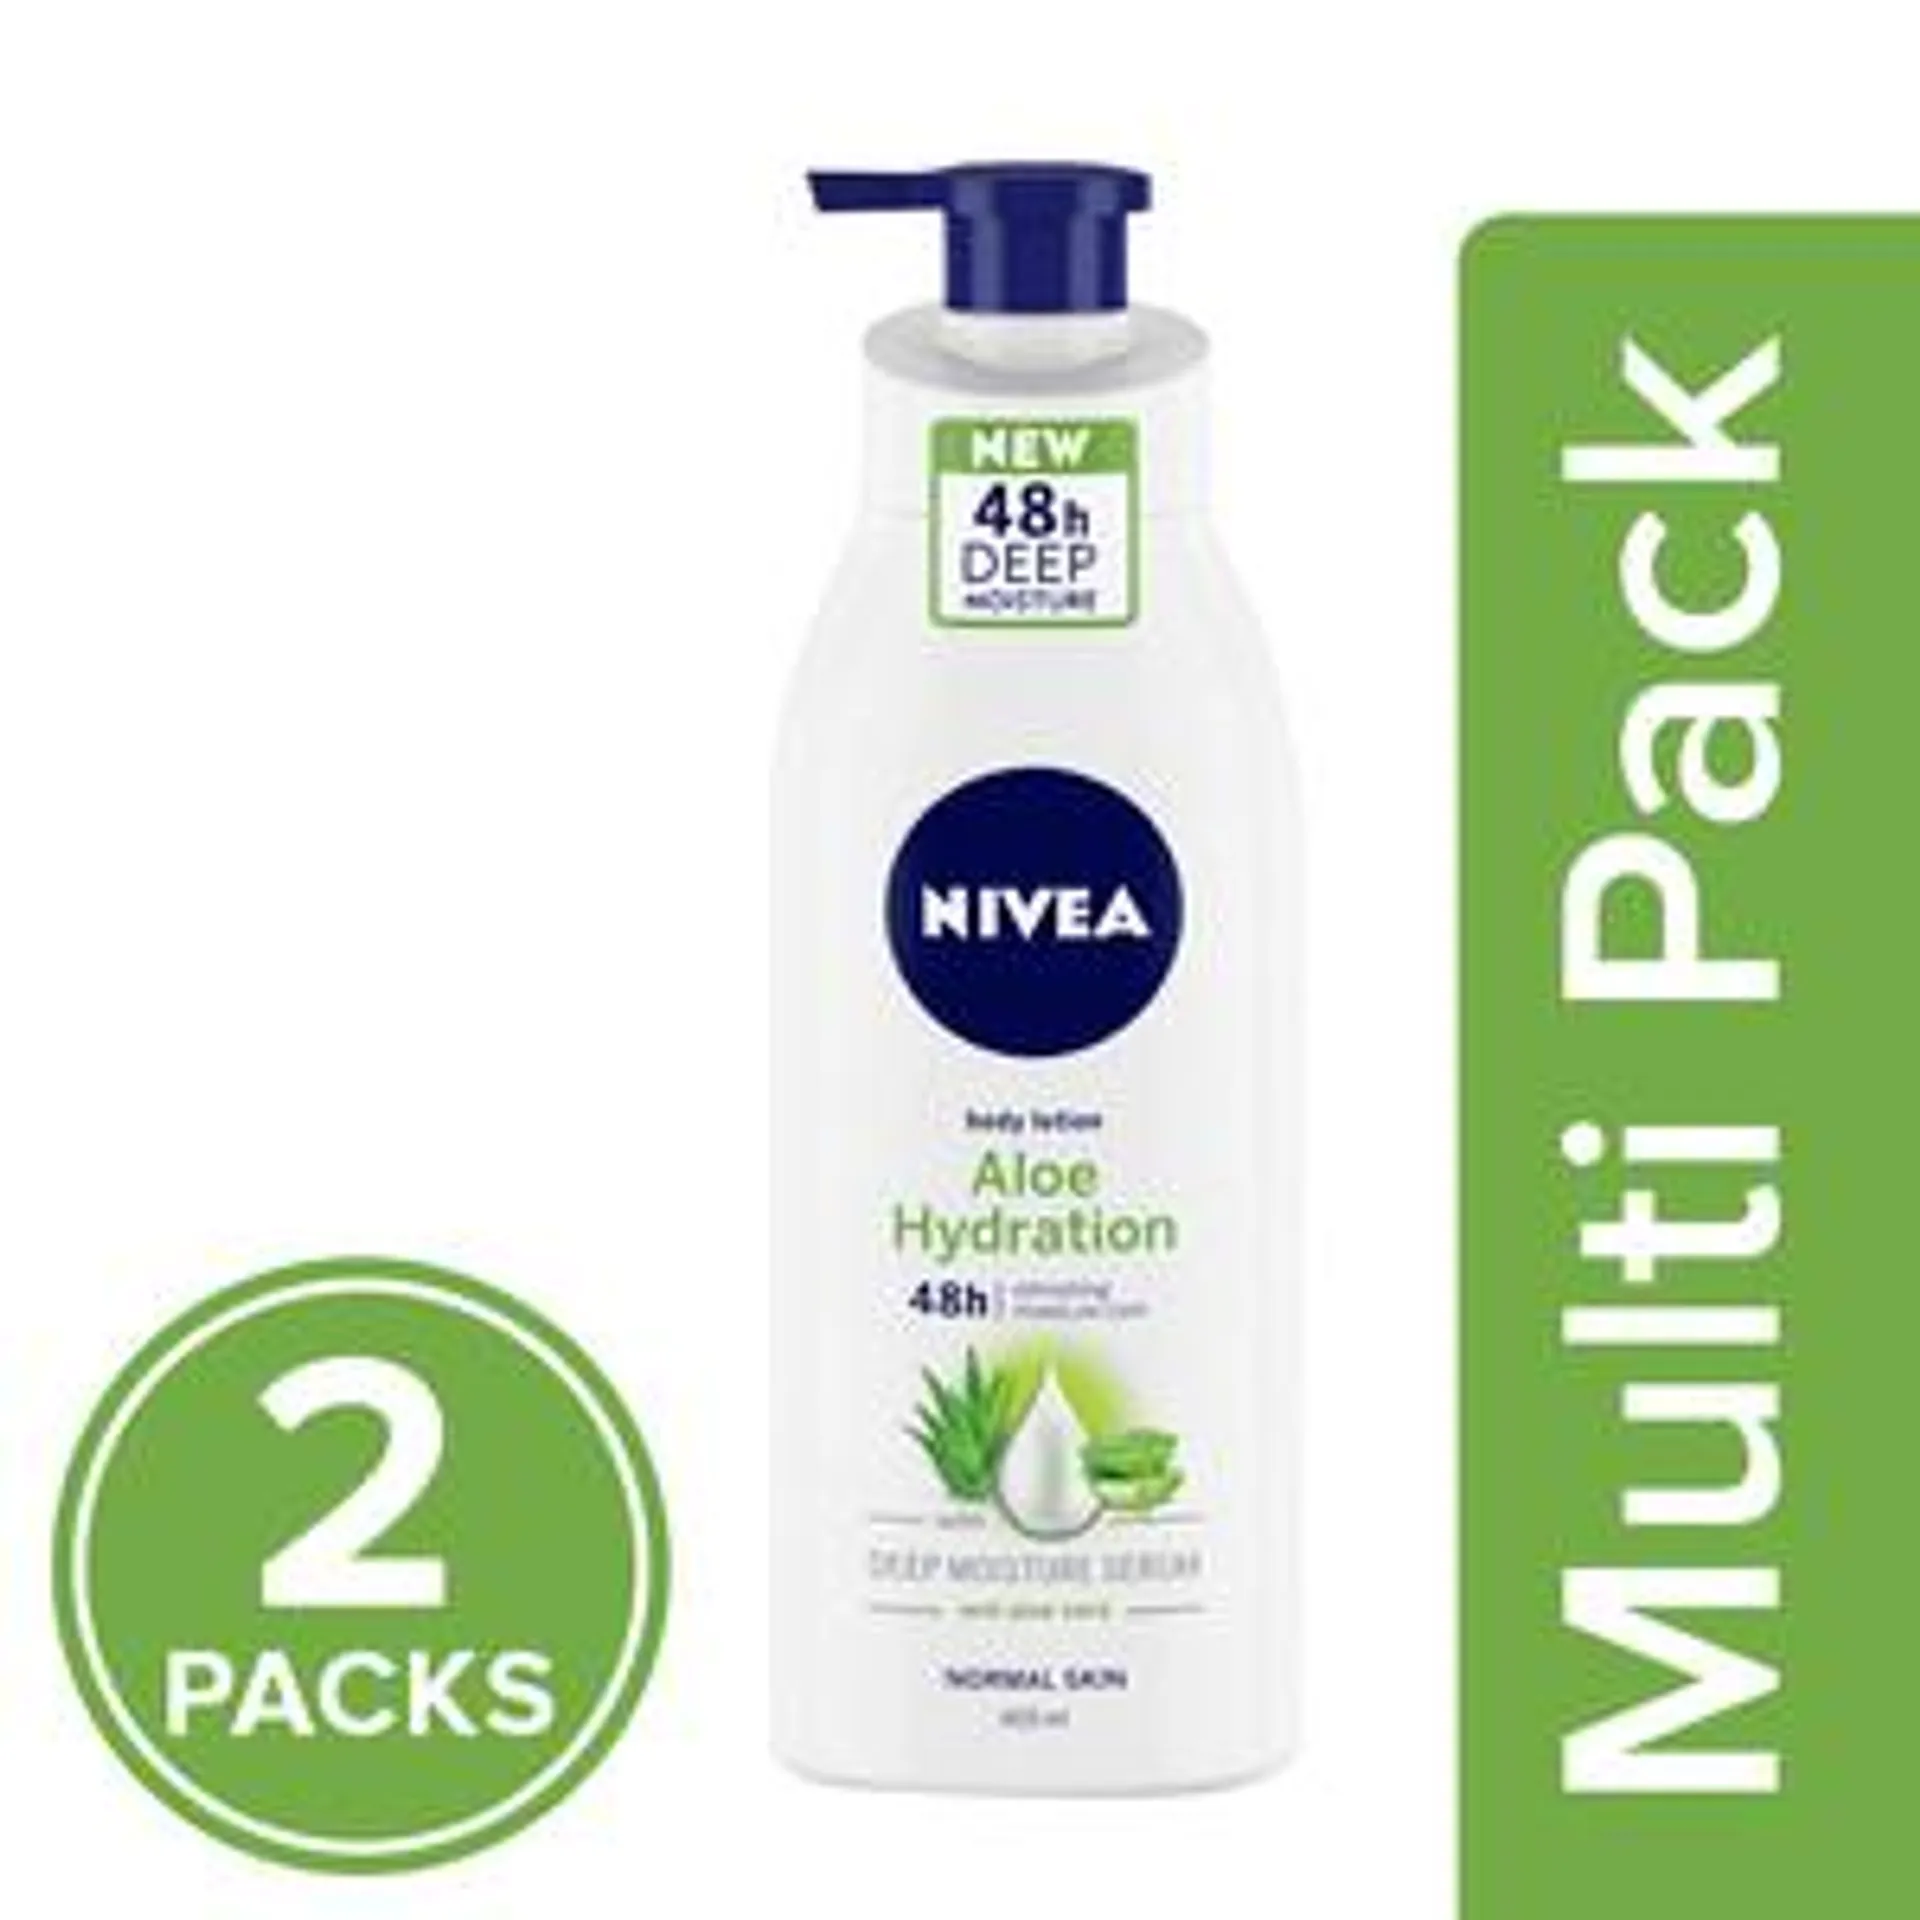 NEW
48h
DEEP
MOISTURE
NIVEA
body lotion
Aloe
Hydration
48h
DEEP MOISTURE SERUM
NORMAL SKIN
2
PACKS
Multi Pack